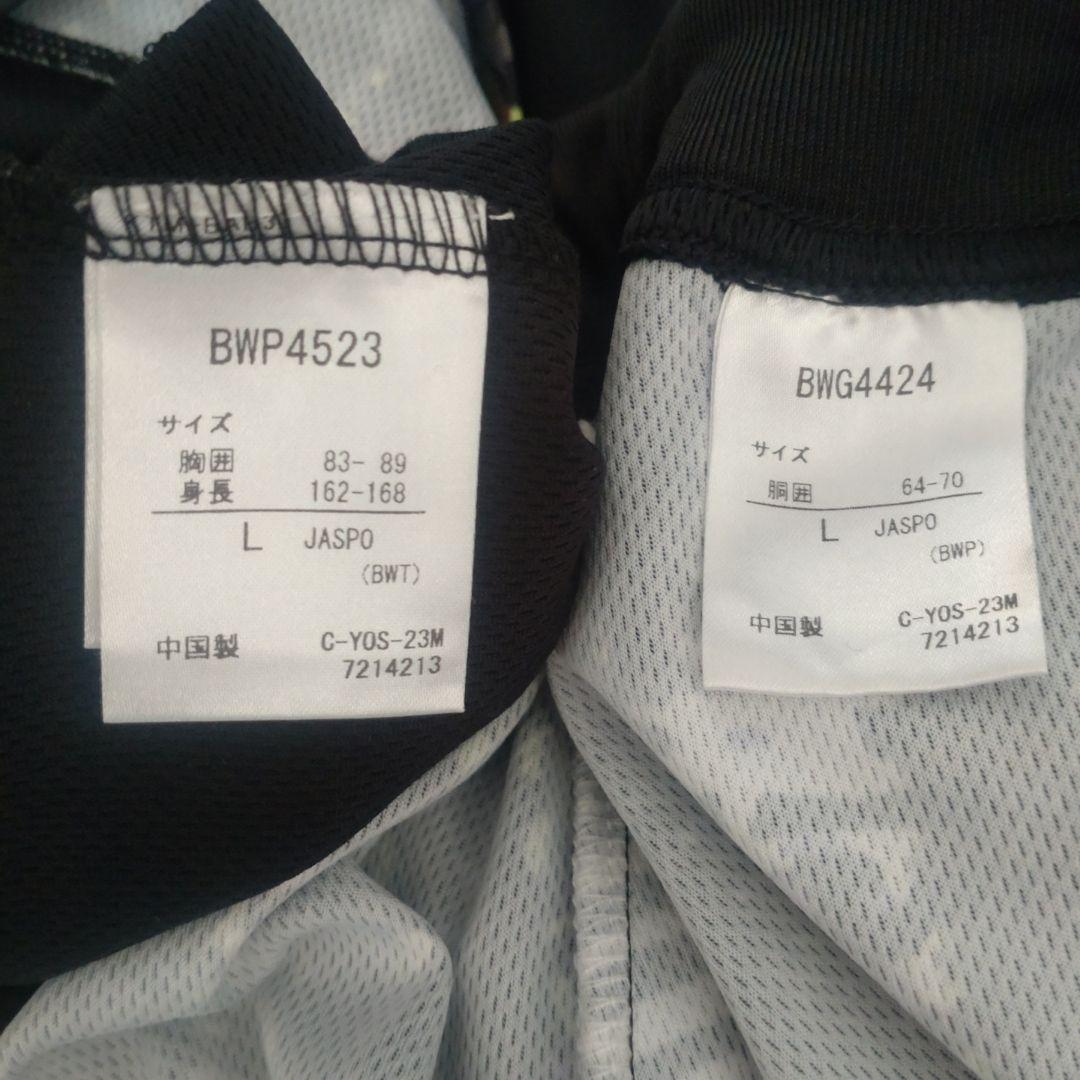 BWP4523
サイズ
胸囲 83- 89
身長 162-168
L JASPO
(BWT)
中国製 C-YOS-23M
7214213
BWG4424
サイズ
胴囲 64-70
L JASPO
(BWP)
中国製 C-YOS-23M
7214213